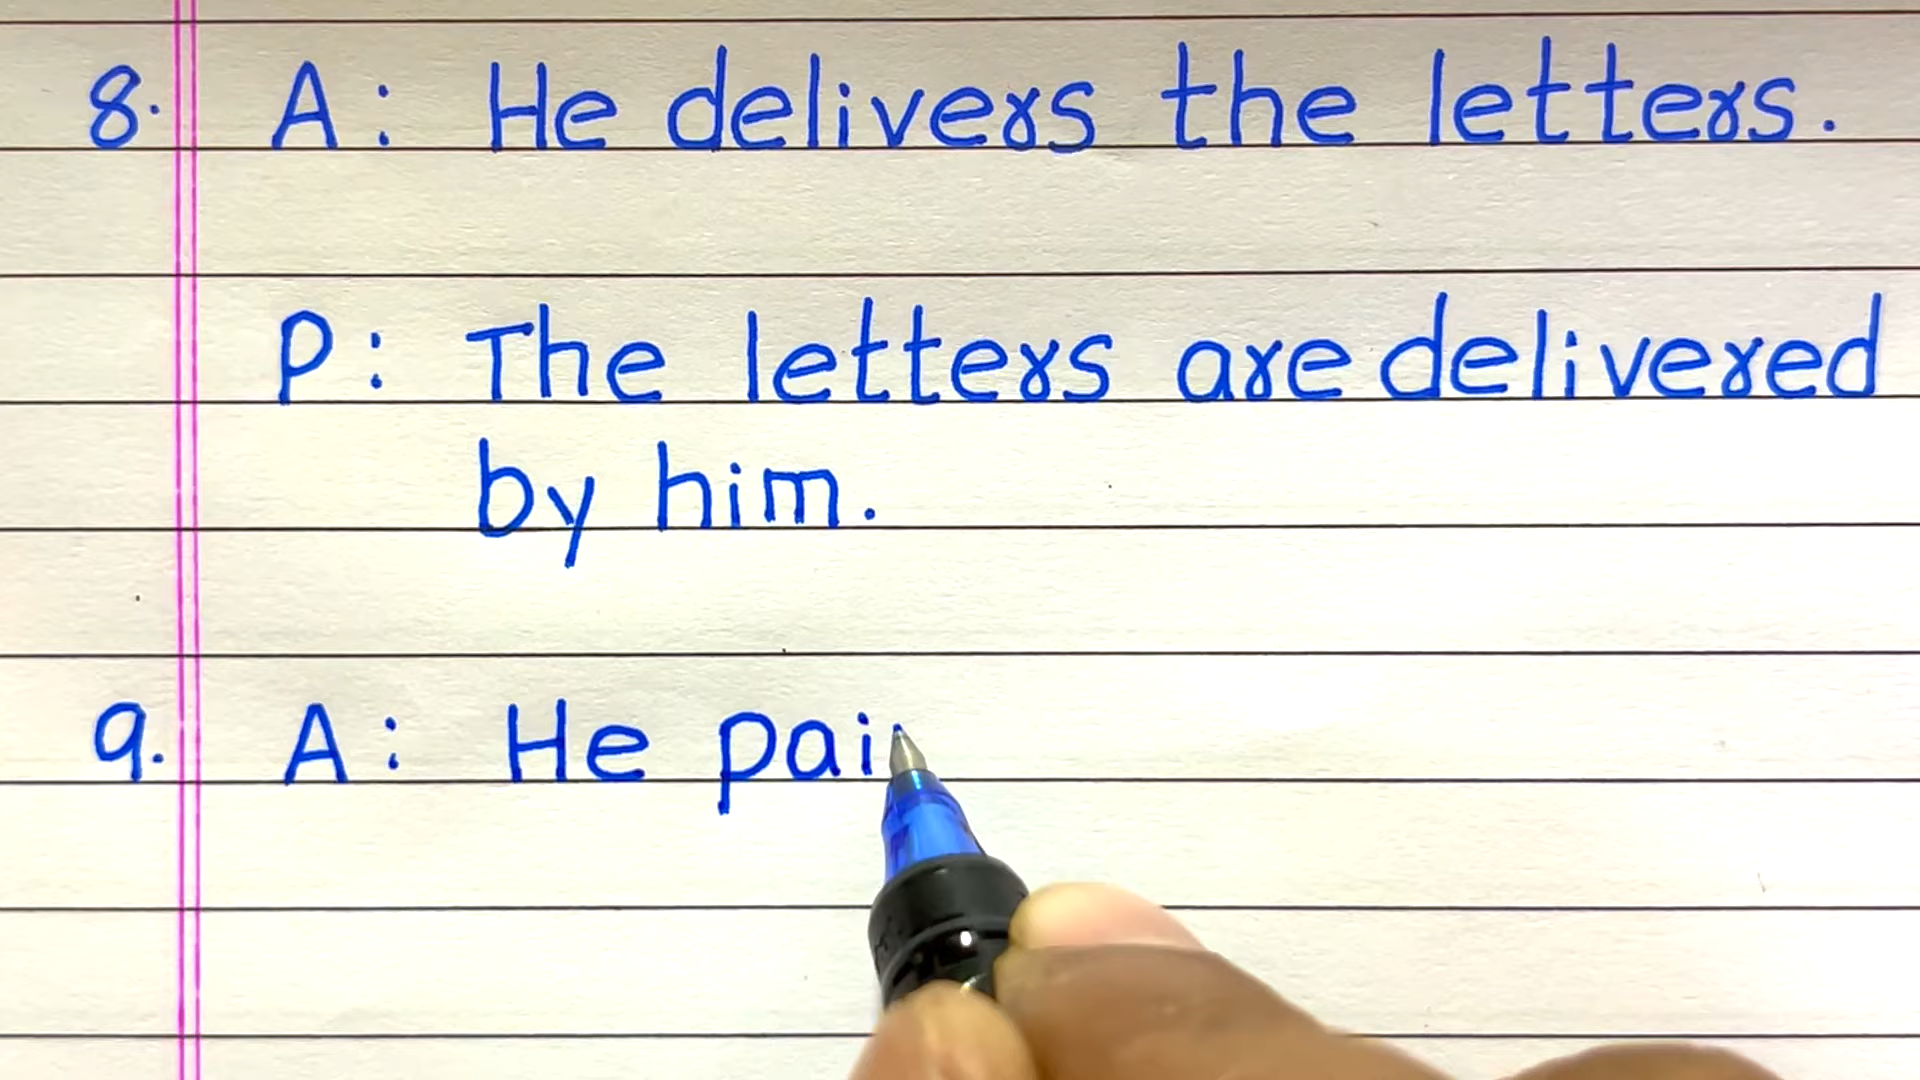 8. A: He delivers the letters.
P: The letters are delivered
by him.
9. A: He pai